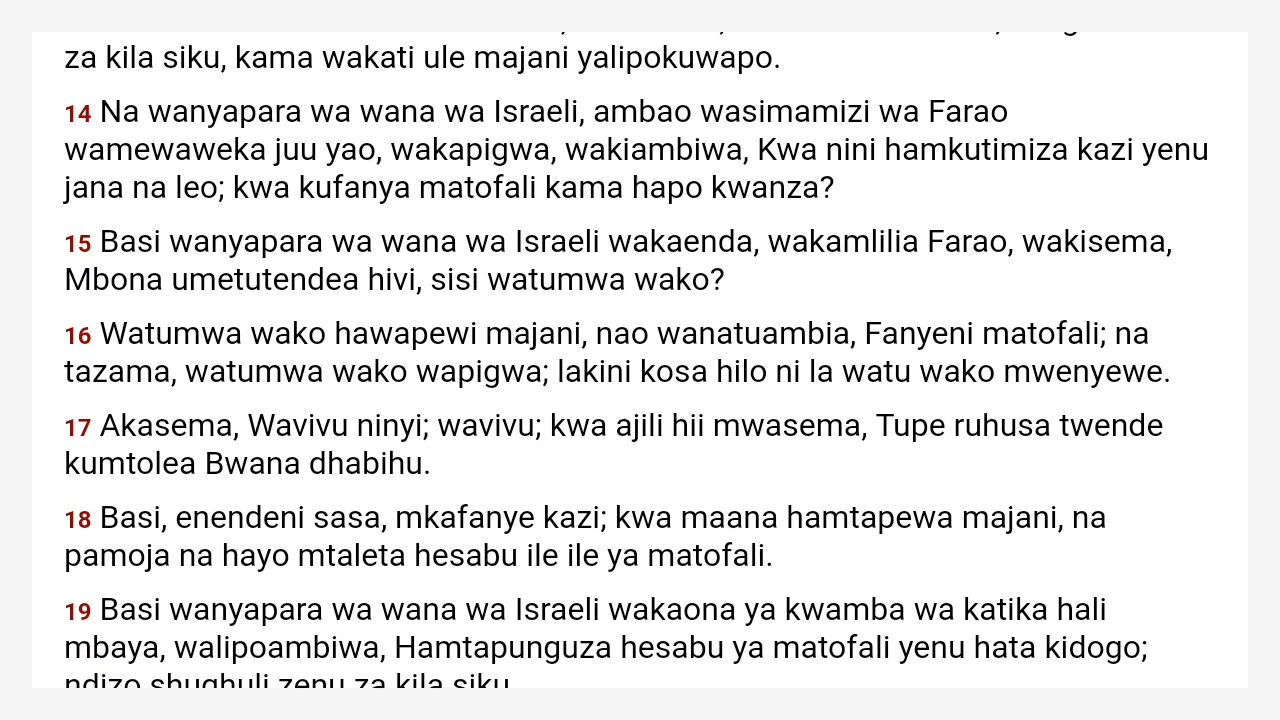 za kila siku, kama wakati ule majani yalipokuwapo.
14 Na wanyapara wa wana wa Israeli, ambao wasimamizi wa Farao
wamewaweka juu yao, wakapigwa, wakiambiwa, Kwa nini hamkutimiza kazi yenu
jana na leo; kwa kufanya matofali kama hapo kwanza?
15 Basi wanyapara wa wana wa Israeli wakaenda, wakamlilia Farao, wakisema,
Mbona umetutendea hivi, sisi watumwa wako?
16 Watumwa wako hawapewi majani, nao wanatuambia, Fanyeni matofali; na
tazama, watumwa wako wapigwa; lakini kosa hilo ni la watu wako mwenyewe.
17 Akasema, Wavivu ninyi; wavivu; kwa ajili hii mwasema, Tupe ruhusa twende
kumtolea Bwana dhabihu.
18 Basi, enendeni sasa, mkafanye kazi; kwa maana hamtapewa majani, na
pamoja na hayo mtaleta hesabu ile ile ya matofali.
19 Basi wanyapara wa wana wa Israeli wakaona ya kwamba wa katika hali
mbaya, walipoambiwa, Hamtapunguza hesabu ya matofali yenu hata kidogo;
ndizo shughuli zenu za kila siku